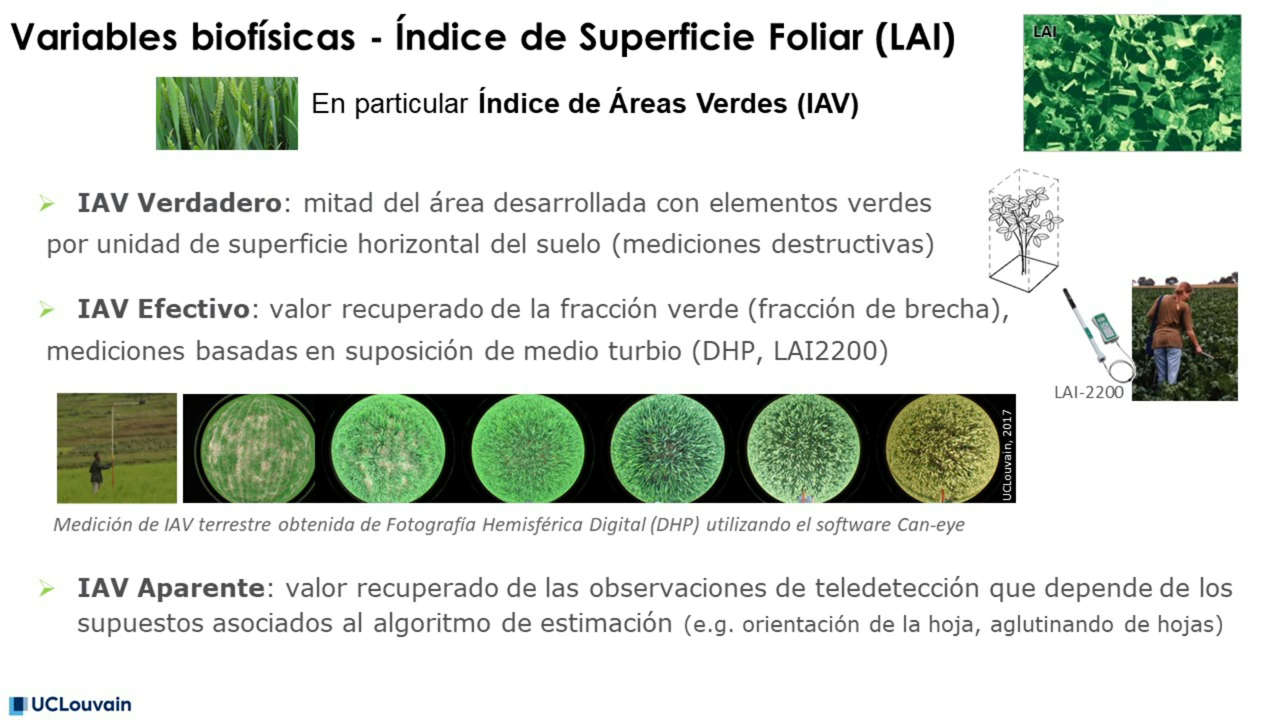 Variables biofísicas - Índice de Superficie Foliar (LAI)
LAI
En particular Índice de Áreas Verdes (IAV)
IAV Verdadero: mitad del área desarrollada con elementos verdes
por unidad de superficie horizontal del suelo (mediciones destructivas)
IAV Efectivo: valor recuperado de la fracción verde (fracción de brecha),
mediciones basadas en suposición de medio turbio (DHP, LAI2200)
LAI-2200
UCLouvain, 2017
Medición de IAV terrestre obtenida de Fotografía Hemisférica Digital (DHP) utilizando el software Can-eye
IAV Aparente: valor recuperado de las observaciones de teledetección que depende de los
supuestos asociados al algoritmo de estimación (e.g. orientación de la hoja, aglutinando de hojas)
UCLouvain